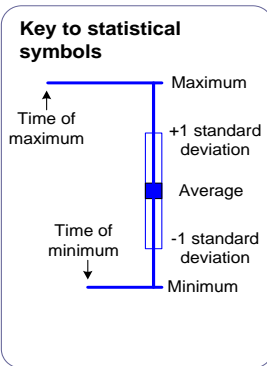 Key to statistical
symbols
Maximum
Time of
maximum
+1 standard
deviation
Average
Time of
minimum
-1 standard
deviation
Minimum